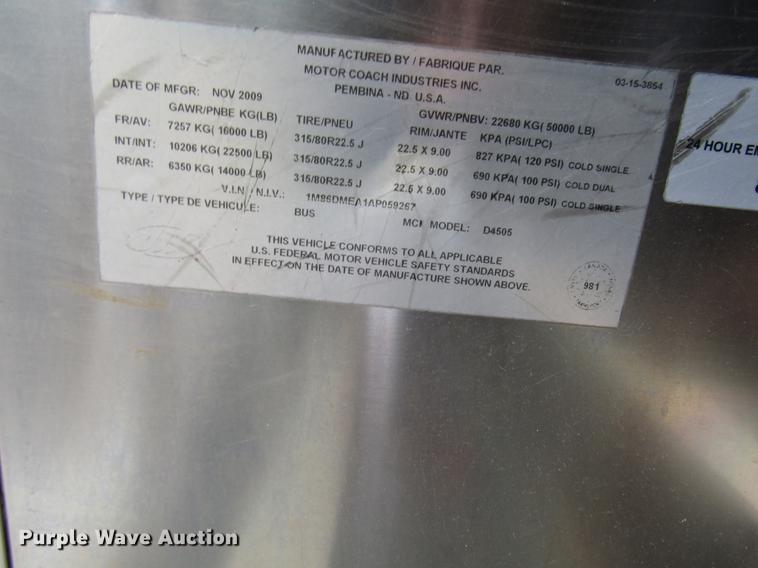 MANUFACTURED BY / FABRIQUE PAR.
MOTOR COACH INDUSTRIES INC.
PEMBINA - ND. U.S.A.
03-15-3854
DATE OF MFGR: NOV 2009
GVWR/PNBV: 22680 KG( 50000 LB)
GAWR/PNBE KG(LB) TIRE/PNEU RIM/JANTE KPA (PSI/LPC)
FR/AV: 7257 KG( 16000 LB) 315/80R22.5 J 22.5 X 9.00 827 KPA( 120 PSI) COLD SINGLE
INT/INT: 10206 KG( 22500 LB) 315/80R22.5 J 22.5 X 9.00 690 KPA( 100 PSI) COLD DUAL
RR/AR: 6350 KG( 14000 LB) 315/80R22.5 J 22.5 X 9.00 690 KPA( 100 PSI) COLD SINGLE
V.I.N. / N.I.V.: 1M86DMEA1AP059267
TYPE / TYPE DE VEHICULE: BUS MCI MODEL: D4505
THIS VEHICLE CONFORMS TO ALL APPLICABLE
U.S. FEDERAL MOTOR VEHICLE SAFETY STANDARDS
IN EFFECT ON THE DATE OF MANUFACTURE SHOWN ABOVE.
981
24 HOUR
Purple Wave Auction